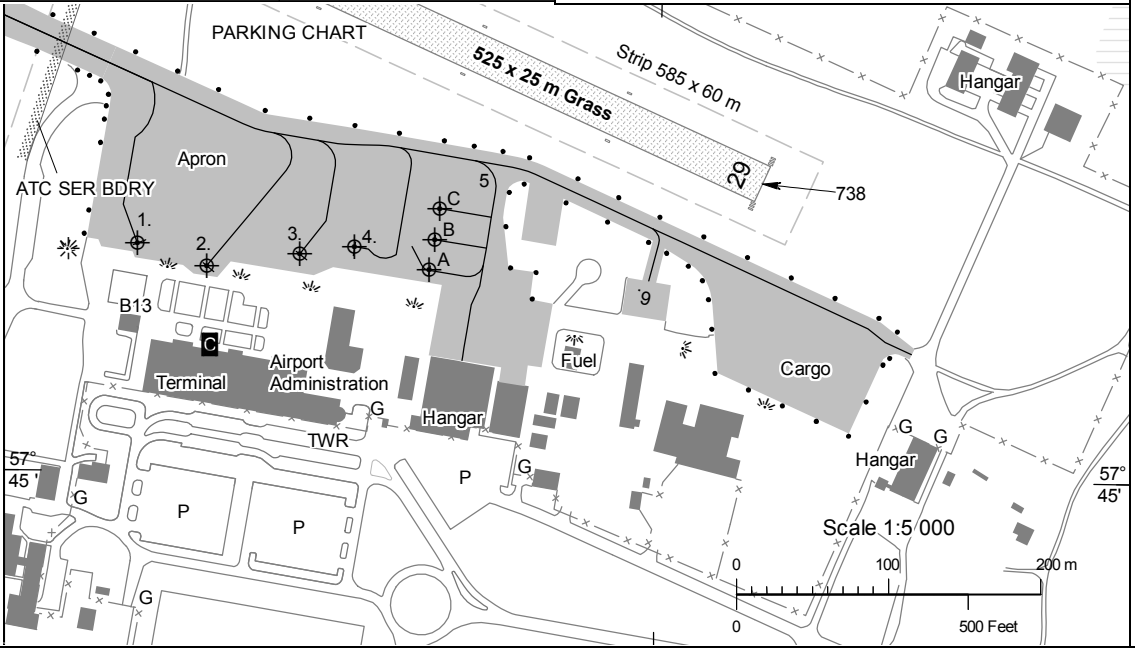 PARKING CHART
525 x 25 m Grass
Strip 585 x 60 m
Hangar
Apron
ATC SER BDRY
29
738
5
C
B
A
1.
2.
3.
4.
6.
B13
C
Terminal
Airport
Administration
Fuel
Cargo
Hangar
G
TWR
57°
45 '
P
G
G
G
Hangar
57°
45'
G
P
P
Scale 1:5 000
0
100
200 m
0
500 Feet
G